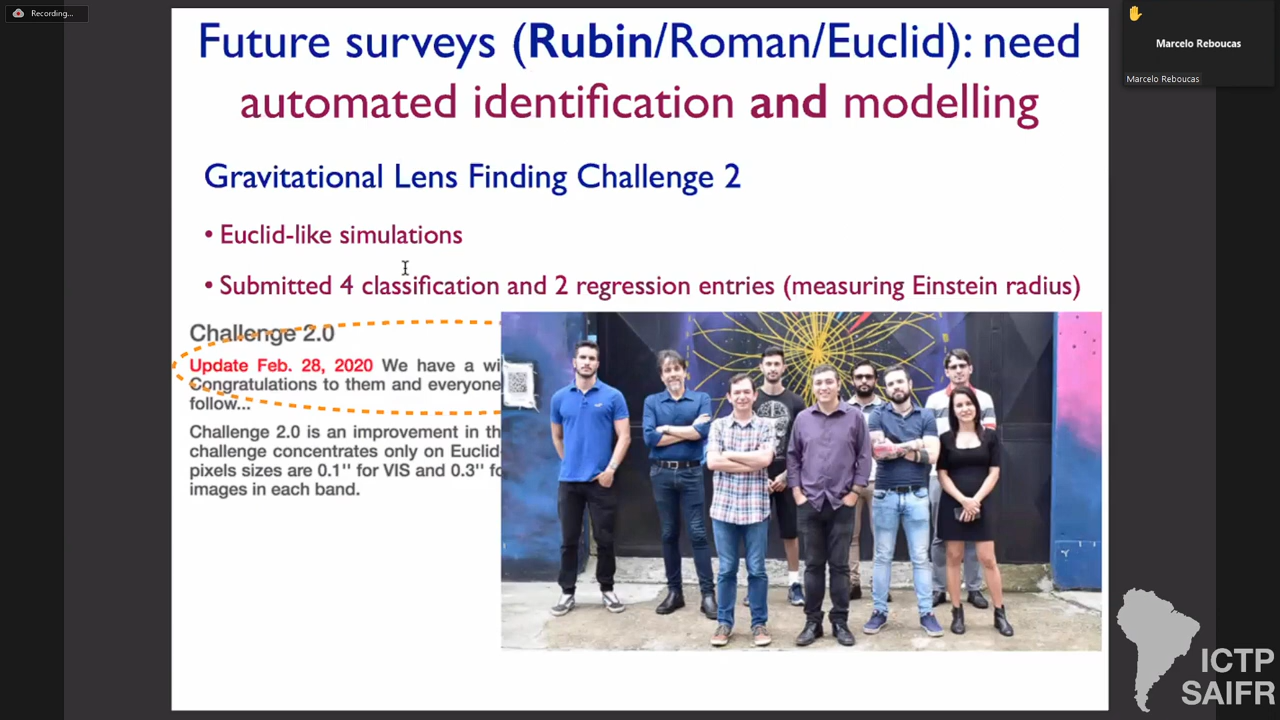 Recording...
Future surveys (Rubin/Roman/Euclid): need
automated identification and modelling
Marcelo Reboucas
Marcelo Reboucas
Gravitational Lens Finding Challenge 2
• Euclid-like simulations
• Submitted 4 classification and 2 regression entries (measuring Einstein radius)
Challenge 2.0
Update Feb. 28, 2020 We have a wi
Congratulations to them and everyone
follow...
Challenge 2.0 is an improvement in th
challenge concentrates only on Euclid-
pixels sizes are 0.1'' for VIS and 0.3'' fo
images in each band.
ICTP
SAIFR